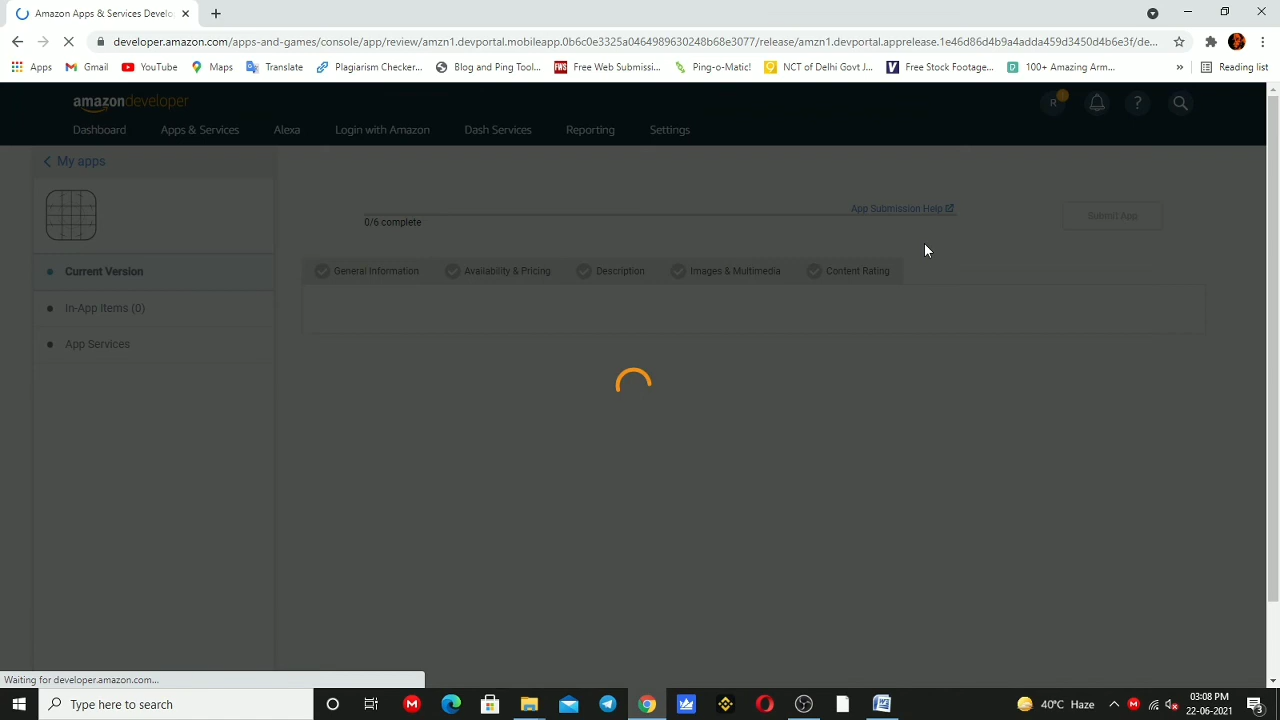 Amazon Apps & Services Develo
developer.amazon.com/apps-and-games/console/app/review/amzn1.devportal.mobileapp.0b6c0e3325a0464989630248b68e3077/release/amzn1.devportal.apprelease.1e46d86d4b9a4adda459d3450d4b6e3f/de...
Apps Gmail YouTube Maps Translate Plagiarism Checker... Blog and Ping Tool... Free Web Submissi... Ping-o-Matic! NCT of Delhi Govt J... Free Stock Footage... 100+ Amazing Arm... » Reading list
amazondeveloper
R ?
Dashboard Apps & Services Alexa Login with Amazon Dash Services Reporting Settings
My apps
App Submission Help
Submit App
0/6 complete
Current Version
General Information Availability & Pricing Description Images & Multimedia Content Rating
In-App Items (0)
App Services
Waiting for developer.amazon.com...
Type here to search
40°C Haze
03:08 PM
22-06-2021
3